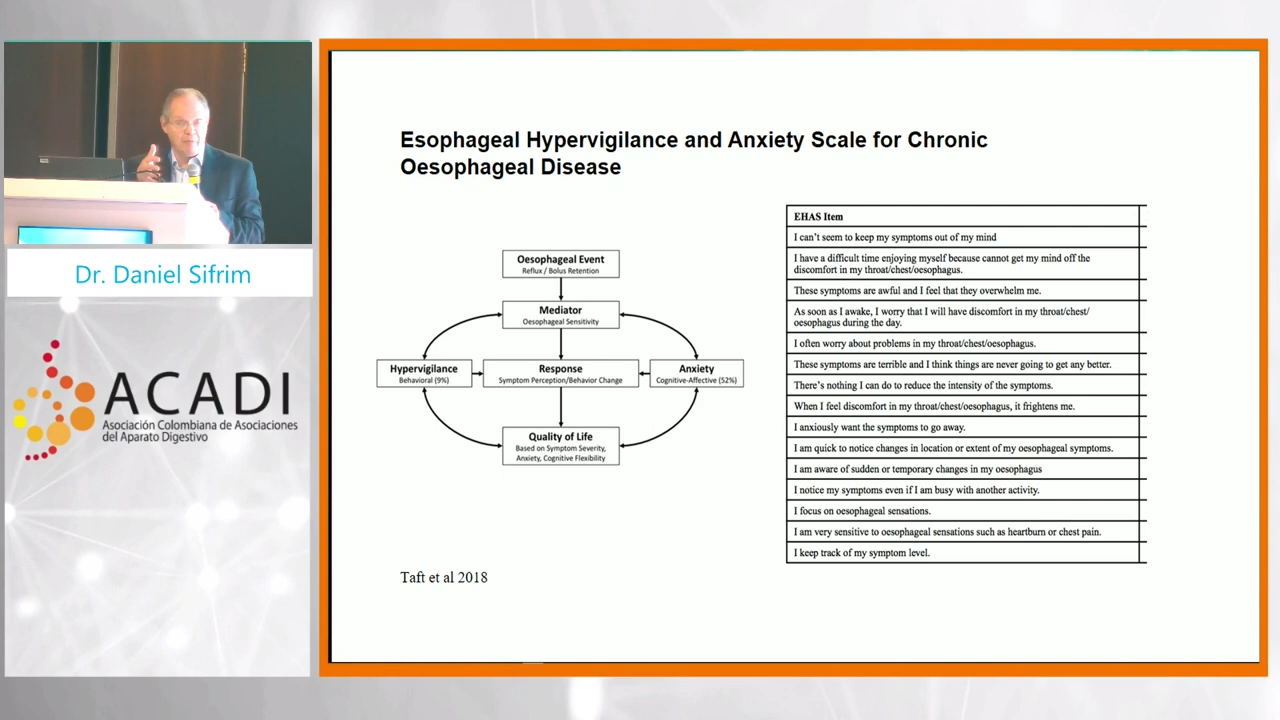 Dr. Daniel Sifrim
ACADI
Asociación Colombiana de Asociaciones
del Aparato Digestivo
Esophageal Hypervigilance and Anxiety Scale for Chronic
Oesophageal Disease
Oesophageal Event
Reflux / Bolus Retention
Mediator
Oesophageal Sensitivity
Hypervigilance
Behavioral (9%)
Response
Symptom Perception/Behavior Change
Anxiety
Cognitive-Affective (52%)
Quality of Life
Based on Symptom Severity,
Anxiety, Cognitive Flexibility
EHAS Item
I can't seem to keep my symptoms out of my mind
I have a difficult time enjoying myself because cannot get my mind off the
discomfort in my throat/chest/oesophagus.
These symptoms are awful and I feel that they overwhelm me.
As soon as I awake, I worry that I will have discomfort in my throat/chest/
oesophagus during the day.
I often worry about problems in my throat/chest/oesophagus.
These symptoms are terrible and I think things are never going to get any better.
There's nothing I can do to reduce the intensity of the symptoms.
When I feel discomfort in my throat/chest/oesophagus, it frightens me.
I anxiously want the symptoms to go away.
I am quick to notice changes in location or extent of my oesophageal symptoms.
I am aware of sudden or temporary changes in my oesophagus
I notice my symptoms even if I am busy with another activity.
I focus on oesophageal sensations.
I am very sensitive to oesophageal sensations such as heartburn or chest pain.
I keep track of my symptom level.
Taft et al 2018